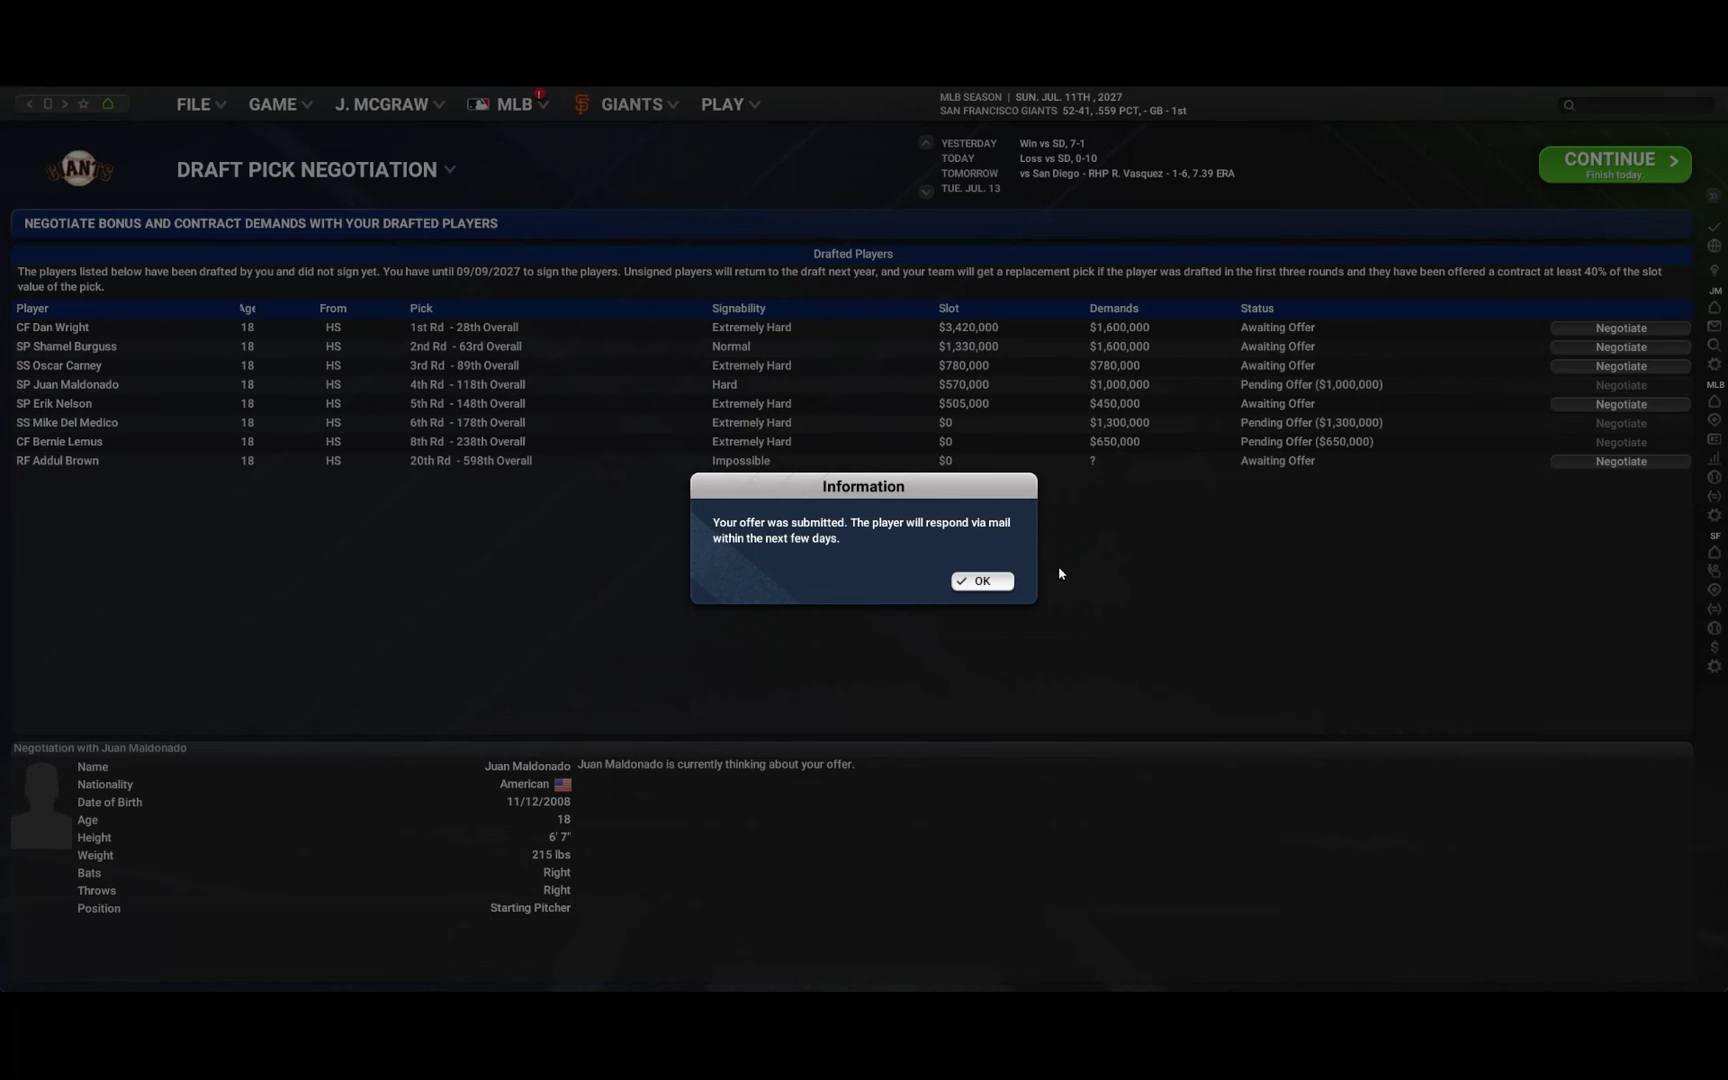 FILE GAME J. MCGRAW MLB ! GIANTS PLAY
MLB SEASON | SUN. JUL. 11TH , 2027
SAN FRANCISCO GIANTS 52-41, .559 PCT, - GB - 1st
GIANTS
DRAFT PICK NEGOTIATION
YESTERDAY Win vs SD, 7-1
TODAY Loss vs SD, 0-10
TOMORROW vs San Diego - RHP R. Vasquez - 1-6, 7.39 ERA
TUE. JUL. 13
CONTINUE
Finish today.
NEGOTIATE BONUS AND CONTRACT DEMANDS WITH YOUR DRAFTED PLAYERS
Drafted Players
The players listed below have been drafted by you and did not sign yet. You have until 09/09/2027 to sign the players. Unsigned players will return to the draft next year, and your team will get a replacement pick if the player was drafted in the first three rounds and they have been offered a contract at least 40% of the slot
value of the pick.
Player Age From Pick Signability Slot Demands Status
CF Dan Wright 18 HS 1st Rd - 28th Overall Extremely Hard $3,420,000 $1,600,000 Awaiting Offer Negotiate
SP Shamel Burguss 18 HS 2nd Rd - 63rd Overall Normal $1,330,000 $1,600,000 Awaiting Offer Negotiate
SS Oscar Carney 18 HS 3rd Rd - 89th Overall Extremely Hard $780,000 $780,000 Awaiting Offer Negotiate
SP Juan Maldonado 18 HS 4th Rd - 118th Overall Hard $570,000 $1,000,000 Pending Offer ($1,000,000) Negotiate
SP Erik Nelson 18 HS 5th Rd - 148th Overall Extremely Hard $505,000 $450,000 Awaiting Offer Negotiate
SS Mike Del Medico 18 HS 6th Rd - 178th Overall Extremely Hard $0 $1,300,000 Pending Offer ($1,300,000) Negotiate
CF Bernie Lemus 18 HS 8th Rd - 238th Overall Extremely Hard $0 $650,000 Pending Offer ($650,000) Negotiate
RF Addul Brown 18 HS 20th Rd - 598th Overall Impossible $0 ? Awaiting Offer Negotiate
Information
Your offer was submitted. The player will respond via mail
within the next few days.
OK
JM
MLB
SF
Negotiation with Juan Maldonado
Name Juan Maldonado
Juan Maldonado is currently thinking about your offer.
Nationality American
Date of Birth 11/12/2008
Age 18
Height 6' 7"
Weight 215 lbs
Bats Right
Throws Right
Position Starting Pitcher